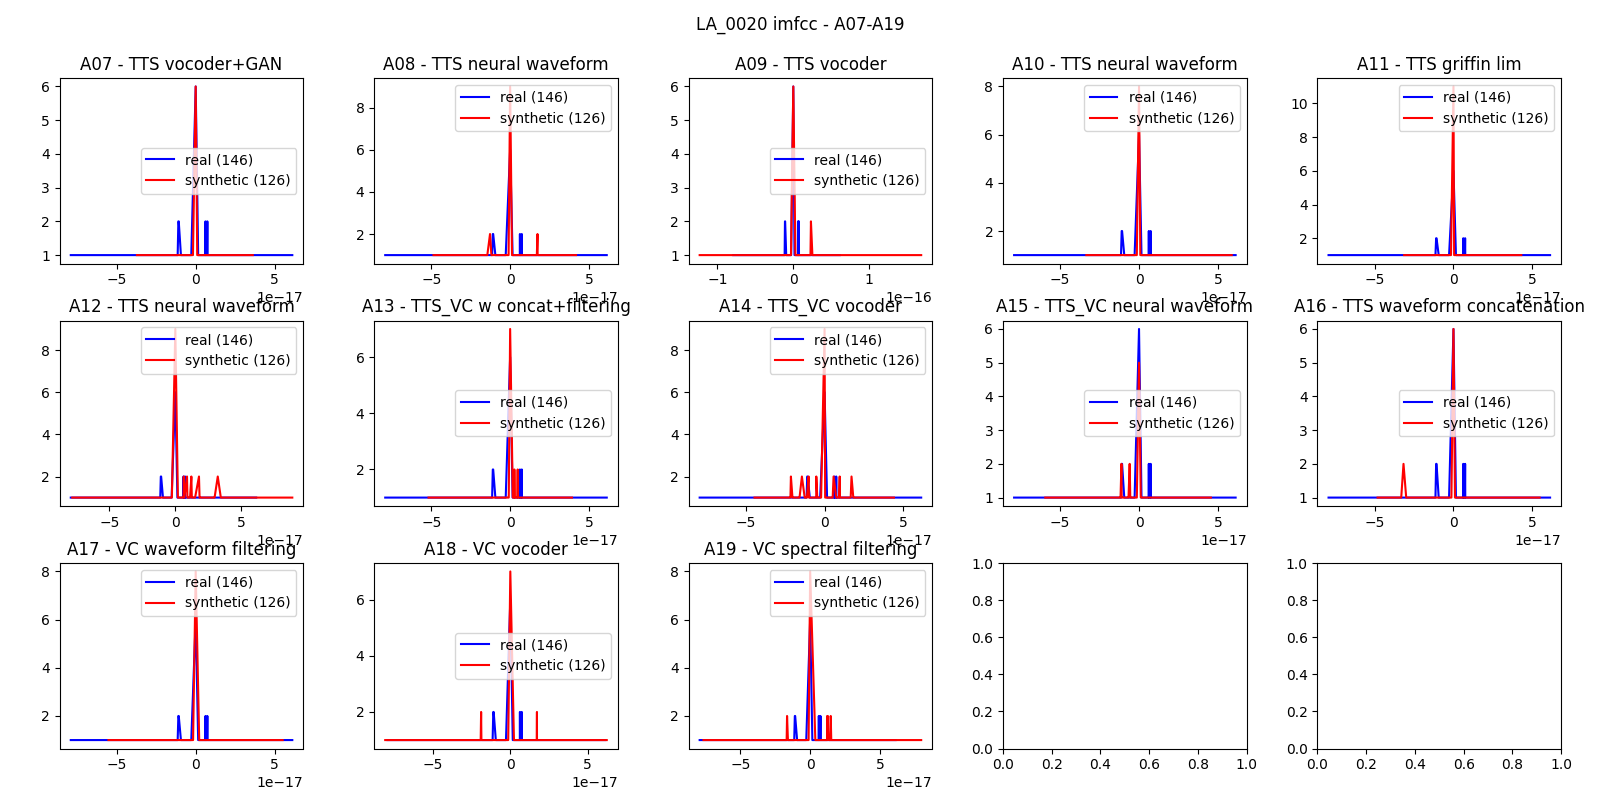 LA_0020 imfcc - A07-A19
A07 - TTS vocoder+GAN
A08 - TTS neural waveform
A09 - TTS vocoder
A10 - TTS neural waveform
A11 - TTS griffin lim
6
5
4
3
2
1
real (146)
synthetic (126)
−5
0
5
1e−17
8
6
4
2
real (146)
synthetic (126)
−5
0
5
1e−17
6
5
4
3
2
1
real (146)
synthetic (126)
−1
0
1
1e−16
8
6
4
2
real (146)
synthetic (126)
−5
0
5
1e−17
10
8
6
4
2
real (146)
synthetic (126)
−5
0
5
1e−17
A12 - TTS neural waveform
A13 - TTS_VC w concat+filtering
A14 - TTS_VC vocoder
A15 - TTS_VC neural waveform
A16 - TTS waveform concatenation
8
6
4
2
real (146)
synthetic (126)
−5
0
5
1e−17
6
4
2
real (146)
synthetic (126)
−5
0
5
1e−17
8
6
4
2
real (146)
synthetic (126)
−5
0
5
1e−17
6
5
4
3
2
1
real (146)
synthetic (126)
−5
0
5
1e−17
6
5
4
3
2
1
real (146)
synthetic (126)
−5
0
5
1e−17
A17 - VC waveform filtering
A18 - VC vocoder
A19 - VC spectral filtering
8
6
4
2
real (146)
synthetic (126)
−5
0
5
1e−17
6
4
2
real (146)
synthetic (126)
−5
0
5
1e−17
8
6
4
2
real (146)
synthetic (126)
−5
0
5
1e−17
1.0
0.8
0.6
0.4
0.2
0.0
0.0 0.2 0.4 0.6 0.8 1.0
1.0
0.8
0.6
0.4
0.2
0.0
0.0 0.2 0.4 0.6 0.8 1.0